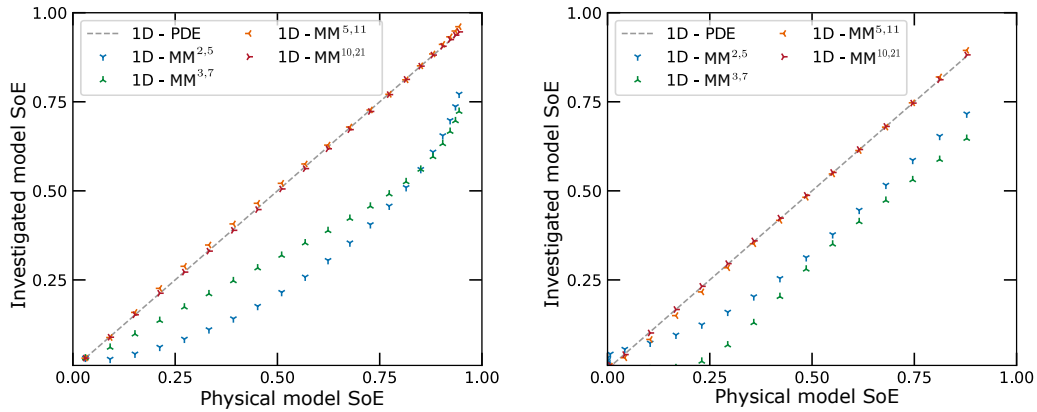 1D - PDE
1D - MM^2,5
1D - MM^3,7
1D - MM^5,11
1D - MM^10,21
Investigated model SoE
1.00
0.75
0.50
0.25
0.00
0.25
0.50
0.75
1.00
Physical model SoE
1D - PDE
1D - MM^2,5
1D - MM^3,7
1D - MM^5,11
1D - MM^10,21
Investigated model SoE
1.00
0.75
0.50
0.25
0.00
0.25
0.50
0.75
1.00
Physical model SoE